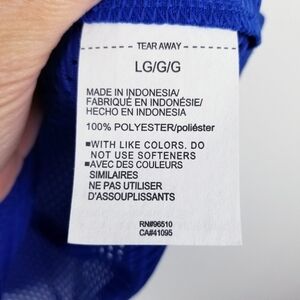 TEAR AWAY
LG/G/G
MADE IN INDONESIA/
FABRIQUÉ EN INDONÉSIE/
HECHO EN INDONESIA
100% POLYESTER/poliéster
▪WITH LIKE COLORS. DO
NOT USE SOFTENERS
▪AVEC DES COULEURS
SIMILAIRES
NE PAS UTILISER
D'ASSOUPLISSANTS
RN#96510
CA#41095